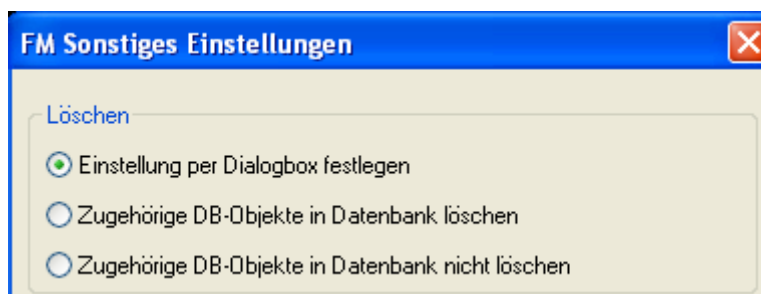 FM Sonstiges Einstellungen
Löschen
Einstellung per Dialogbox festlegen
Zugehörige DB-Objekte in Datenbank löschen
Zugehörige DB-Objekte in Datenbank nicht löschen